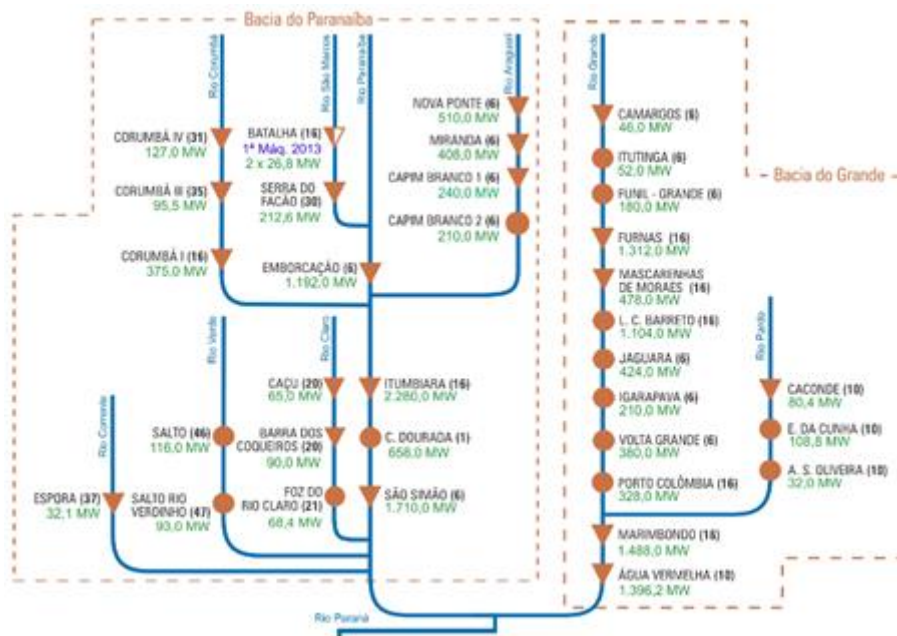 Bacia do Paranaíba
Rio Corumbá
Rio São Marcos
Rio Paranaíba
Rio Araguari
CORUMBÁ IV (31)
127,0 MW
CORUMBÁ III (35)
95,5 MW
CORUMBÁ I (16)
375,0 MW
BATALHA (16)
1ª Máq. 2013
2 x 26,8 MW
SERRA DO
FACÃO (30)
212,6 MW
EMBORCAÇÃO (6)
1.192,0 MW
NOVA PONTE (6)
510,0 MW
MIRANDA (6)
408,0 MW
CAPIM BRANCO 1 (6)
240,0 MW
CAPIM BRANCO 2 (6)
210,0 MW
Rio Corrente
ESPORA (37)
32,1 MW
Rio Verde
SALTO (46)
116,0 MW
SALTO RIO
VERDINHO (47)
93,0 MW
Rio Claro
CAÇU (20)
65,0 MW
BARRA DOS
COQUEIROS (20)
90,0 MW
FOZ DO
RIO CLARO (21)
68,4 MW
ITUMBIARA (16)
2.280,0 MW
C. DOURADA (1)
658,0 MW
SÃO SIMÃO (6)
1.710,0 MW
Bacia do Grande
Rio Grande
CAMARGOS (6)
46,0 MW
ITUTINGA (6)
52,0 MW
FUNIL - GRANDE (6)
180,0 MW
FURNAS (16)
1.312,0 MW
MASCARENHAS
DE MORAES (16)
478,0 MW
L. C. BARRETO (16)
1.104,0 MW
JAGUARA (6)
424,0 MW
IGARAPAVA (6)
210,0 MW
VOLTA GRANDE (6)
380,0 MW
PORTO COLÔMBIA (16)
328,0 MW
MARIMBONDO (16)
1.488,0 MW
ÁGUA VERMELHA (10)
1.396,2 MW
Rio Pardo
CACONDE (10)
80,4 MW
E. DA CUNHA (10)
108,8 MW
A. S. OLIVEIRA (10)
32,0 MW
Rio Paraná